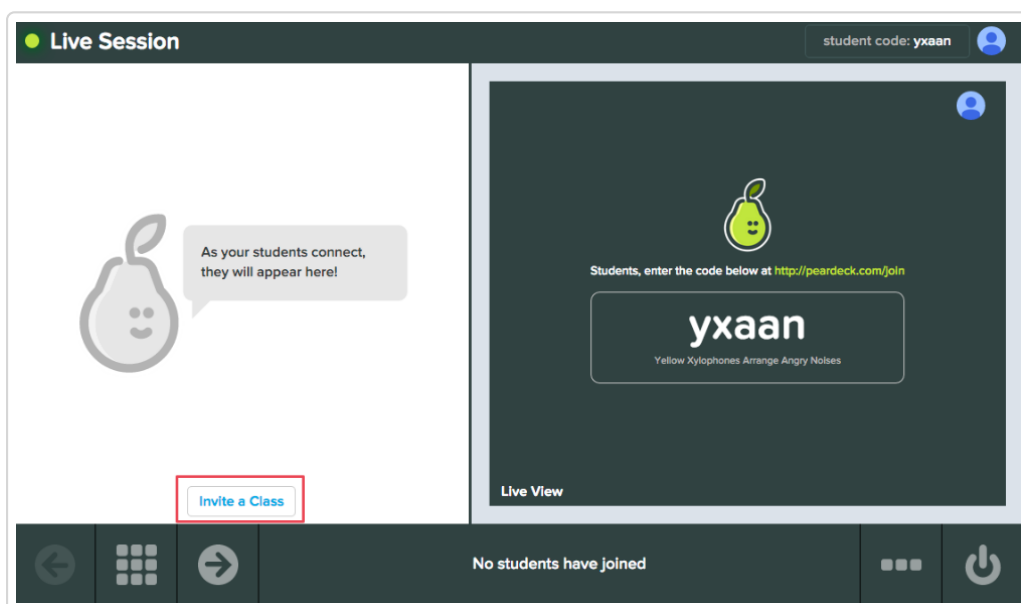 Live Session
student code: yxaan
As your students connect,
they will appear here!
Invite a Class
Students, enter the code below at http://peardeck.com/join
yxaan
Yellow Xylophones Arrange Angry Noises
Live View
No students have joined